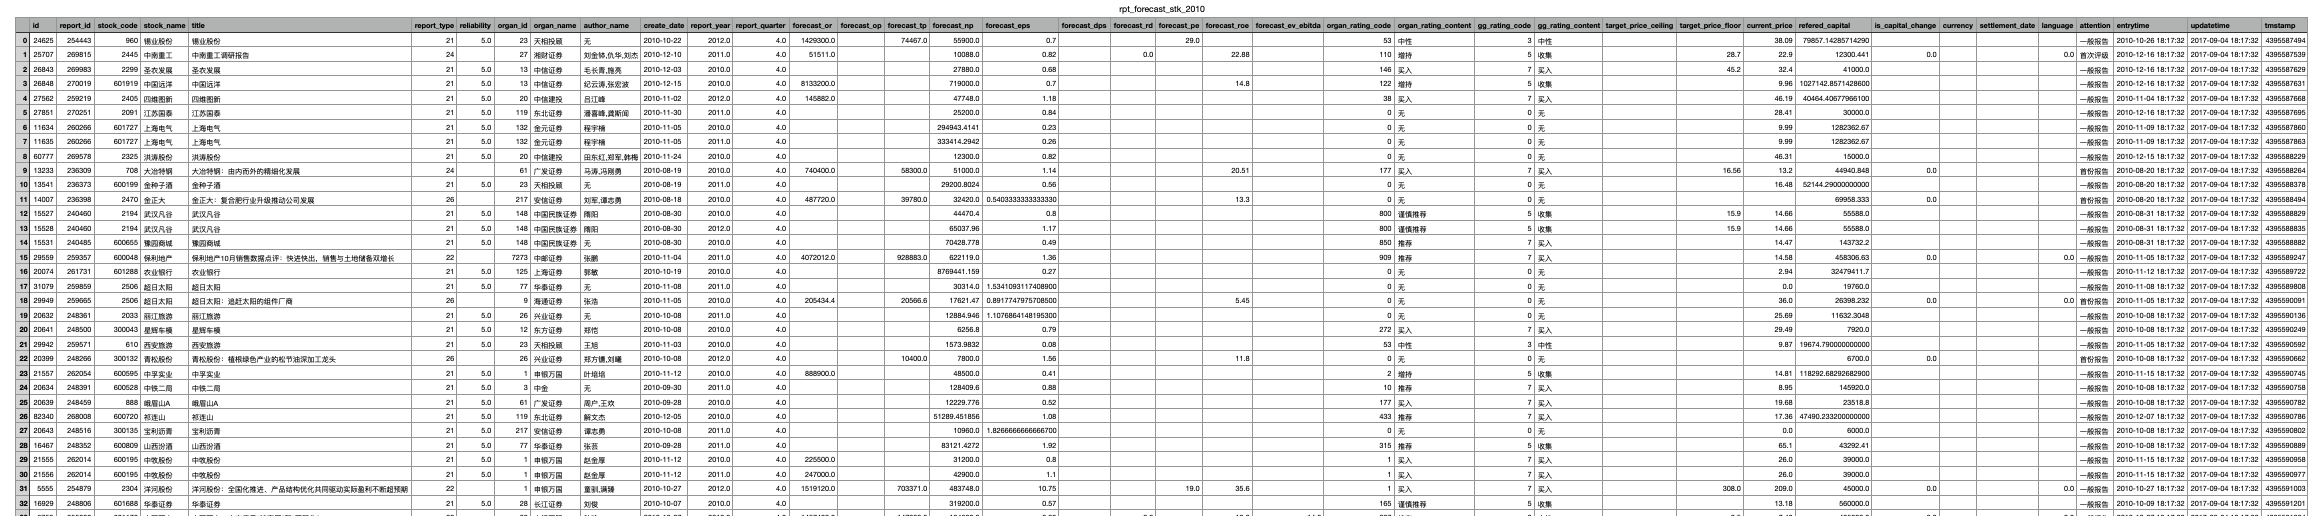 rpt_forecast_stk_2010
id report_id stock_code stock_name title report_type reliability organ_id organ_name author_name create_date report_year report_quarter forecast_or forecast_op forecast_tp forecast_np forecast_eps forecast_dps forecast_rd forecast_pe forecast_roe forecast_ev_ebitda organ_rating_code organ_rating_content gg_rating_code gg_rating_content target_price_ceiling target_price_floor current_price refered_capital is_capital_change currency settlement_date language attention entrytime updatetime tmstamp
0 24625 254443 960 锡业股份 锡业股份 21 5.0 23 天相投顾 无 2010-10-22 2012.0 4.0 1429300.0 74467.0 55900.0 0.7 29.0 53 中性 3 中性 38.09 79857.14285714290 一般报告 2010-10-26 18:17:32 2017-09-04 18:17:32 4395587494
1 25707 269815 2445 中南重工 中南重工调研报告 24 27 湘财证券 刘金钵,仇华,刘杰 2010-12-10 2011.0 4.0 51511.0 10088.0 0.82 0.0 22.88 110 增持 5 收集 28.7 22.9 12300.441 0.0 0.0 首次评级 2010-12-16 18:17:32 2017-09-04 18:17:32 4395587539
2 26843 269983 2299 圣农发展 圣农发展 21 5.0 13 中信证券 毛长青,施亮 2010-12-03 2010.0 4.0 27880.0 0.68 146 买入 7 买入 45.2 32.4 41000.0 一般报告 2010-12-16 18:17:32 2017-09-04 18:17:32 4395587629
3 26848 270019 601919 中国远洋 中国远洋 21 5.0 13 中信证券 纪云涛,张宏波 2010-12-15 2010.0 4.0 8133200.0 719000.0 0.7 14.8 122 增持 5 收集 9.96 1027142.8571428600 一般报告 2010-12-16 18:17:32 2017-09-04 18:17:32 4395587631
4 27562 259219 2405 四维图新 四维图新 21 5.0 20 中信建投 吕江峰 2010-11-02 2012.0 4.0 145882.0 47748.0 1.18 38 买入 7 买入 46.19 40464.40677966100 一般报告 2010-11-04 18:17:32 2017-09-04 18:17:32 4395587668
5 27851 270251 2091 江苏国泰 江苏国泰 21 5.0 119 东北证券 潘喜峰,龚斯闻 2010-11-30 2011.0 4.0 25200.0 0.84 0 无 0 无 28.41 30000.0 一般报告 2010-12-16 18:17:32 2017-09-04 18:17:32 4395587695
6 11634 260266 601727 上海电气 上海电气 21 5.0 132 金元证券 程宇楠 2010-11-05 2010.0 4.0 294943.4141 0.23 0 无 0 无 9.99 1282362.67 一般报告 2010-11-09 18:17:32 2017-09-04 18:17:32 4395587860
7 11635 260266 601727 上海电气 上海电气 21 5.0 132 金元证券 程宇楠 2010-11-05 2011.0 4.0 333414.2942 0.26 0 无 0 无 9.99 1282362.67 一般报告 2010-11-09 18:17:32 2017-09-04 18:17:32 4395587863
8 60777 269578 2325 洪涛股份 洪涛股份 21 5.0 20 中信建投 田东红,郑军,韩梅 2010-11-24 2010.0 4.0 12300.0 0.82 0 无 0 无 46.31 15000.0 一般报告 2010-12-15 18:17:32 2017-09-04 18:17:32 4395588229
9 13233 236309 708 大冶特钢 大冶特钢：由内而外的精细化发展 24 61 广发证券 马涛,冯刚勇 2010-08-19 2010.0 4.0 740400.0 58300.0 51000.0 1.14 20.51 177 买入 7 买入 16.56 13.2 44940.848 0.0 首份报告 2010-08-20 18:17:32 2017-09-04 18:17:32 4395588264
10 13541 236373 600199 金种子酒 金种子酒 21 5.0 23 天相投顾 无 2010-08-19 2011.0 4.0 29200.8024 0.56 0 无 0 无 16.48 52144.29000000000 一般报告 2010-08-20 18:17:32 2017-09-04 18:17:32 4395588378
11 14007 236398 2470 金正大 金正大：复合肥行业升级推动公司发展 26 217 安信证券 刘军,谭志勇 2010-08-18 2010.0 4.0 487720.0 39780.0 32420.0 0.5403333333333330 13.3 0 无 0 无 69958.333 0.0 首份报告 2010-08-20 18:17:32 2017-09-04 18:17:32 4395588494
12 15527 240460 2194 武汉凡谷 武汉凡谷 21 5.0 148 中国民族证券 隋阳 2010-08-30 2010.0 4.0 44470.4 0.8 800 谨慎推荐 5 收集 15.9 14.66 55588.0 一般报告 2010-08-31 18:17:32 2017-09-04 18:17:32 4395588829
13 15528 240460 2194 武汉凡谷 武汉凡谷 21 5.0 148 中国民族证券 隋阳 2010-08-30 2012.0 4.0 65037.96 1.17 800 谨慎推荐 5 收集 15.9 14.66 55588.0 一般报告 2010-08-31 18:17:32 2017-09-04 18:17:32 4395588835
14 15531 240485 600655 豫园商城 豫园商城 21 5.0 148 中国民族证券 无 2010-08-30 2010.0 4.0 70428.778 0.49 850 推荐 7 买入 14.47 143732.2 一般报告 2010-08-31 18:17:32 2017-09-04 18:17:32 4395588882
15 29559 259357 600048 保利地产 保利地产10月销售数据点评：快进快出，销售与土地储备双增长 22 7273 中邮证券 张鹏 2010-11-04 2011.0 4.0 4072012.0 928883.0 622119.0 1.36 909 推荐 7 买入 14.58 458306.63 0.0 0.0 一般报告 2010-11-05 18:17:32 2017-09-04 18:17:32 4395589247
16 20074 261731 601288 农业银行 农业银行 21 5.0 125 上海证券 郭敏 2010-10-19 2010.0 4.0 8769441.159 0.27 0 无 0 无 2.94 32479411.7 一般报告 2010-11-12 18:17:32 2017-09-04 18:17:32 4395589722
17 31079 259859 2506 超日太阳 超日太阳 21 5.0 77 华泰证券 无 2010-11-08 2011.0 4.0 30314.0 1.5341093117408900 0 无 0 无 0.0 19760.0 一般报告 2010-11-08 18:17:32 2017-09-04 18:17:32 4395589808
18 29949 259665 2506 超日太阳 超日太阳：追赶太阳的组件厂商 26 9 海通证券 张浩 2010-11-05 2010.0 4.0 205434.4 20566.6 17621.47 0.8917747975708500 5.45 0 无 0 无 36.0 26398.232 0.0 0.0 首份报告 2010-11-05 18:17:32 2017-09-04 18:17:32 4395590091
19 20632 248361 2033 丽江旅游 丽江旅游 21 5.0 26 兴业证券 无 2010-10-08 2011.0 4.0 12884.946 1.1076864148195300 0 无 0 无 25.69 11632.3048 一般报告 2010-10-08 18:17:32 2017-09-04 18:17:32 4395590136
20 20641 248500 300043 星辉车模 星辉车模 21 5.0 12 东方证券 郑恺 2010-10-08 2010.0 4.0 6256.8 0.79 272 买入 7 买入 29.49 7920.0 一般报告 2010-10-08 18:17:32 2017-09-04 18:17:32 4395590249
21 29942 259571 610 西安旅游 西安旅游 21 5.0 23 天相投顾 王旭 2010-11-03 2010.0 4.0 1573.9832 0.08 53 中性 3 中性 9.87 19674.790000000000 一般报告 2010-11-05 18:17:32 2017-09-04 18:17:32 4395590592
22 20399 248266 300132 青松股份 青松股份：植根绿色产业的松节油深加工龙头 26 26 兴业证券 郑方镳,刘曦 2010-10-08 2012.0 4.0 10400.0 7800.0 1.56 11.8 0 无 0 无 6700.0 0.0 首份报告 2010-10-08 18:17:32 2017-09-04 18:17:32 4395590662
23 21557 262054 600595 中孚实业 中孚实业 21 5.0 1 申银万国 叶培培 2010-11-12 2010.0 4.0 888900.0 48500.0 0.41 2 增持 5 收集 14.81 118292.68292682900 一般报告 2010-11-15 18:17:32 2017-09-04 18:17:32 4395590745
24 20634 248391 600528 中铁二局 中铁二局 21 5.0 3 中金 无 2010-09-30 2011.0 4.0 128409.6 0.88 10 推荐 7 买入 8.95 145920.0 一般报告 2010-10-08 18:17:32 2017-09-04 18:17:32 4395590758
25 20639 248459 888 峨眉山A 峨眉山A 21 5.0 61 广发证券 周户,王欢 2010-09-28 2010.0 4.0 12229.776 0.52 177 买入 7 买入 19.68 23518.8 一般报告 2010-10-08 18:17:32 2017-09-04 18:17:32 4395590782
26 82340 268008 600720 祁连山 祁连山 21 5.0 119 东北证券 解文杰 2010-12-05 2010.0 4.0 51289.451856 1.08 433 推荐 7 买入 17.36 47490.233200000000 一般报告 2010-12-07 18:17:32 2017-09-04 18:17:32 4395590786
27 20643 248516 300135 宝利沥青 宝利沥青 21 5.0 217 安信证券 谭志勇 2010-10-08 2011.0 4.0 10960.0 1.8266666666666700 0 无 0 无 0.0 6000.0 一般报告 2010-10-08 18:17:32 2017-09-04 18:17:32 4395590802
28 16467 248352 600809 山西汾酒 山西汾酒 21 5.0 77 华泰证券 张芸 2010-09-28 2011.0 4.0 83121.4272 1.92 315 推荐 5 收集 65.1 43292.41 一般报告 2010-10-08 18:17:32 2017-09-04 18:17:32 4395590889
29 21555 262014 600195 中牧股份 中牧股份 21 5.0 1 申银万国 赵金厚 2010-11-12 2010.0 4.0 225500.0 31200.0 0.8 1 买入 7 买入 26.0 39000.0 一般报告 2010-11-15 18:17:32 2017-09-04 18:17:32 4395590958
30 21556 262014 600195 中牧股份 中牧股份 21 5.0 1 申银万国 赵金厚 2010-11-12 2011.0 4.0 247000.0 42900.0 1.1 1 买入 7 买入 26.0 39000.0 一般报告 2010-11-15 18:17:32 2017-09-04 18:17:32 4395590977
31 5555 254879 2304 洋河股份 洋河股份：全国化推进、产品结构优化共同驱动实际盈利不断超预期 22 1 申银万国 童驯,满臻 2010-10-27 2012.0 4.0 1519120.0 703371.0 483748.0 10.75 19.0 35.6 1 买入 7 买入 308.0 209.0 45000.0 0.0 0.0 一般报告 2010-10-27 18:17:32 2017-09-04 18:17:32 4395591003
32 16929 248806 601688 华泰证券 华泰证券 21 5.0 28 长江证券 刘俊 2010-10-07 2010.0 4.0 319200.0 0.57 165 谨慎推荐 5 收集 13.18 560000.0 一般报告 2010-10-09 18:17:32 2017-09-04 18:17:32 4395591201